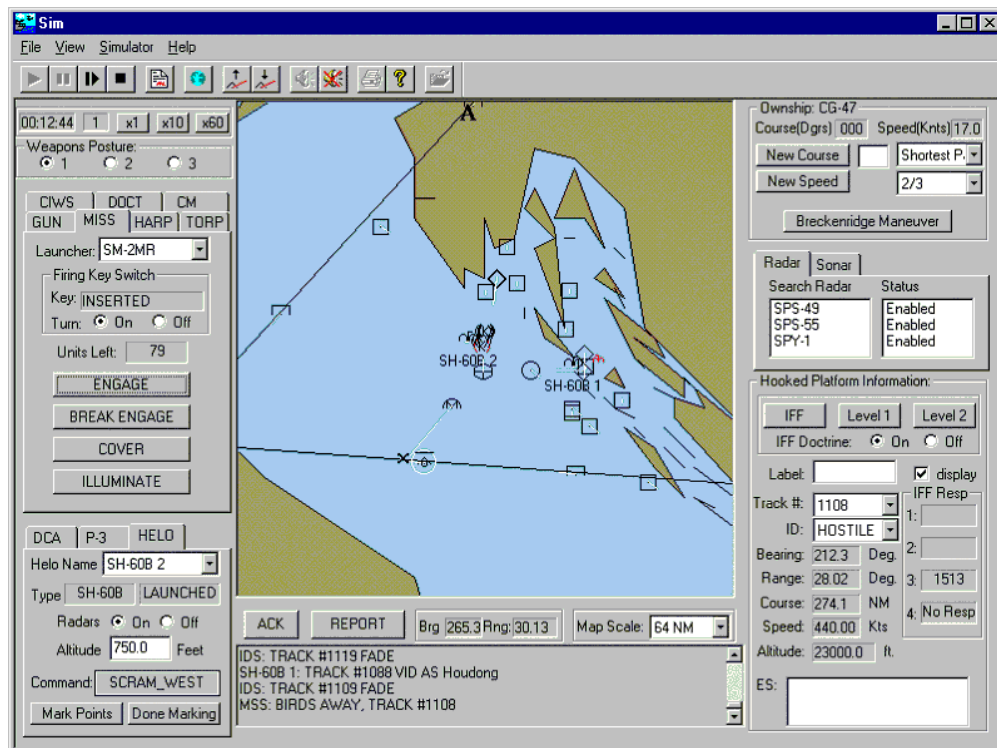 Sim
File View Simulator Help
00:12:44 1 x1 x10 x60
Weapons Posture:
1 2 3
CIWS DOCT CM
GUN MISS HARP TORP
Launcher: SM-2MR
Firing Key Switch
Key: INSERTED
Turn: On Off
Units Left: 79
ENGAGE
BREAK ENGAGE
COVER
ILLUMINATE
DCA P-3 HELO
Helo Name SH-60B 2
Type SH-60B LAUNCHED
Radars On Off
Altitude 750.0 Feet
Command: SCRAM_WEST
Mark Points Done Marking
A
SH-60B 2
SH-60B 1
ACK REPORT Brg 265.3 Rng: 30.13 Map Scale: 64 NM
IDS: TRACK #1119 FADE
SH-60B 1: TRACK #1088 VID AS Houdong
IDS: TRACK #1109 FADE
MSS: BIRDS AWAY, TRACK #1108
Ownship: CG-47
Course(Dgrs) 000 Speed(Knts) 17.0
New Course Shortest P
New Speed 2/3
Breckenridge Maneuver
Radar Sonar
Search Radar Status
SPS-49 Enabled
SPS-55 Enabled
SPY-1 Enabled
Hooked Platform Information:
IFF Level 1 Level 2
IFF Doctrine: On Off
Label: display
Track #: 1108 IFF Resp
1:
ID: HOSTILE
Bearing: 212.3 Deg. 2:
Range: 28.02 Deg. 3: 1513
Course: 274.1 NM 4: No Resp
Speed: 440.00 Kts
Altitude: 23000.0 ft.
ES: